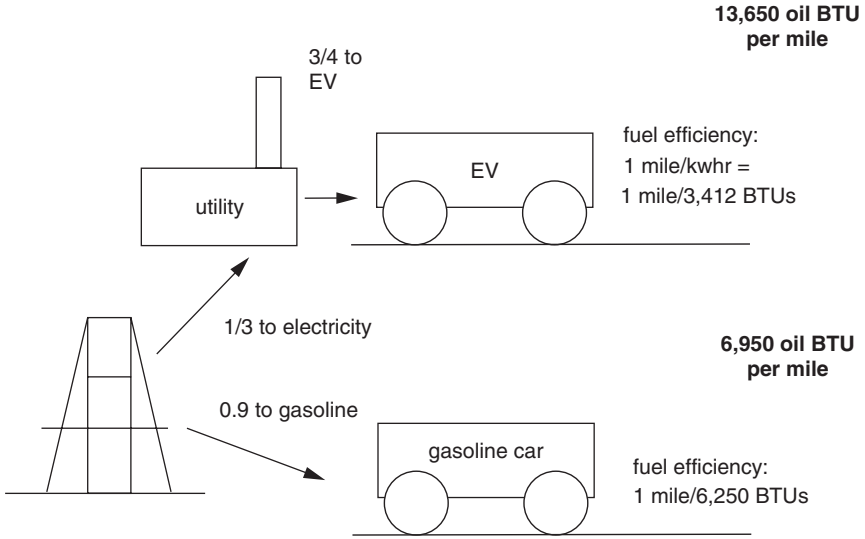 13,650 oil BTU
per mile
3/4 to
EV
fuel efficiency:
1 mile/kwhr =
1 mile/3,412 BTUs
EV
utility
1/3 to electricity
6,950 oil BTU
per mile
0.9 to gasoline
gasoline car
fuel efficiency:
1 mile/6,250 BTUs